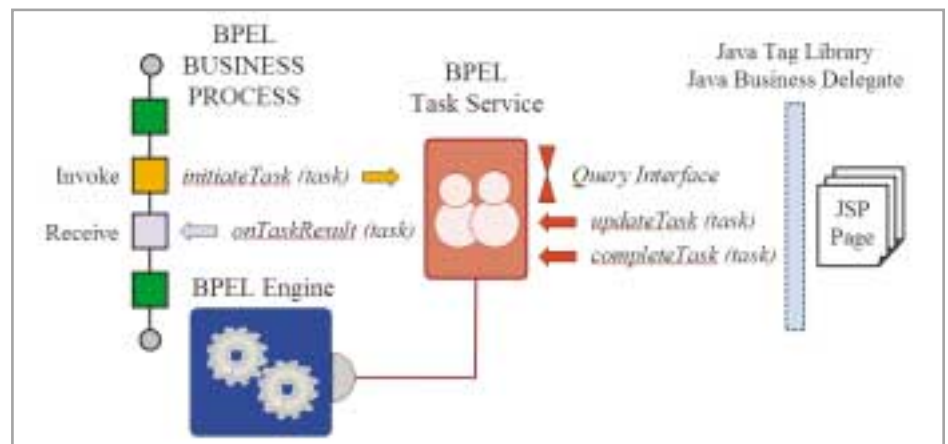 BPEL
BUSINESS
PROCESS
BPEL
Task Service
Java Tag Library
Java Business Delegate
Invoke
initiateTask (task)
Query Interface
Receive
onTaskResult (task)
updateTask (task)
completeTask (task)
JSP
Page
BPEL Engine